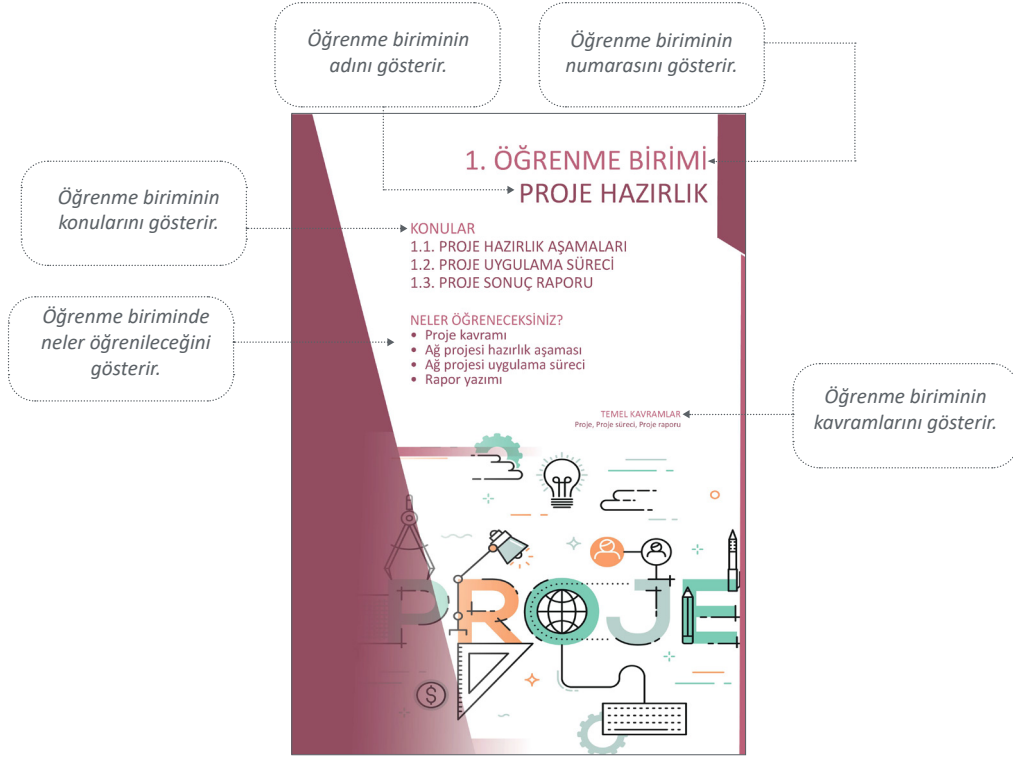 Öğrenme biriminin
adını gösterir.
Öğrenme biriminin
numarasını gösterir.
1. ÖĞRENME BİRİMİ
PROJE HAZIRLIK
Öğrenme biriminin
konularını gösterir.
KONULAR
1.1. PROJE HAZIRLIK AŞAMALARI
1.2. PROJE UYGULAMA SÜRECİ
1.3. PROJE SONUÇ RAPORU
Öğrenme biriminde
neler öğrenileceğini
gösterir.
NELER ÖĞRENECEKSİNİZ?
• Proje kavramı
• Ağ projesi hazırlık aşaması
• Ağ projesi uygulama süreci
• Rapor yazımı
Öğrenme biriminin
kavramlarını gösterir.
TEMEL KAVRAMLAR
Proje, Proje süreci, Proje raporu
PROJE
$